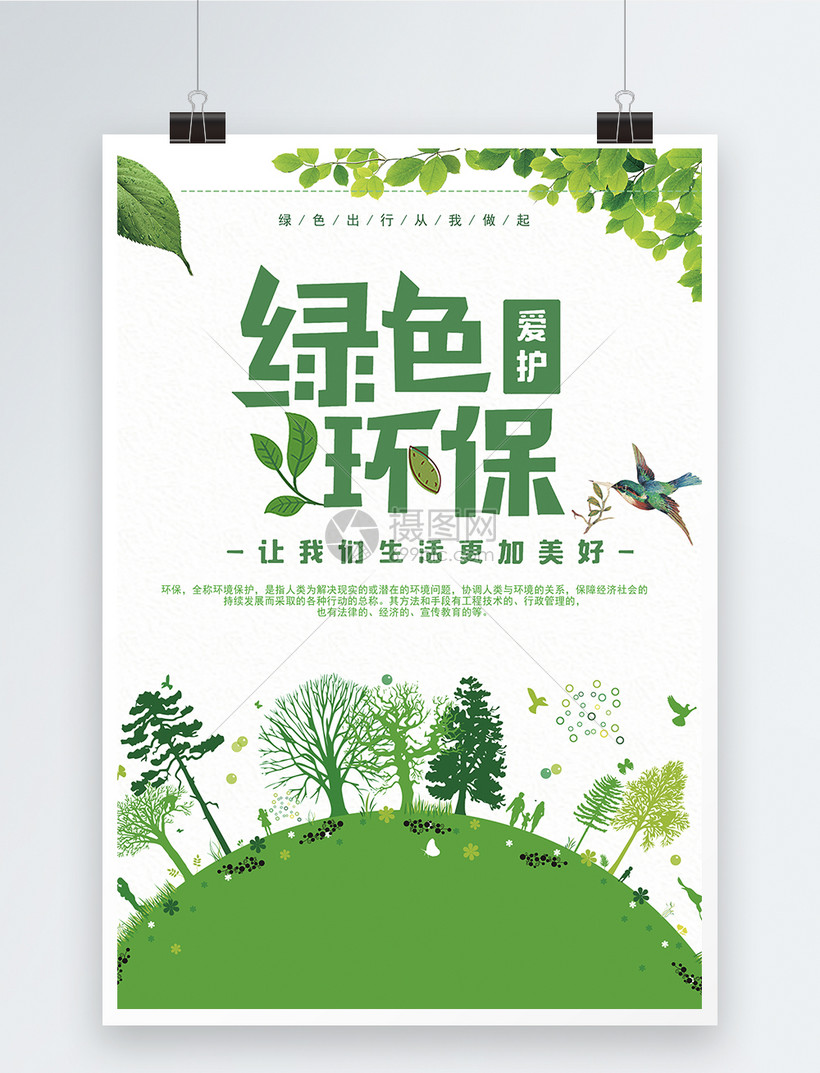 绿/色/出/行/从/我/做/起
绿色
爱护
环保
摄图网
-让我们生活更加美好-
环保，全称环境保护，是指人类为解决现实的或潜在的环境问题，协调人类与环境的关系，保障经济社会的
持续发展而采取的各种行动的总称。其方法和手段有工程技术的、行政管理的，
也有法律的、经济的、宣传教育的等。